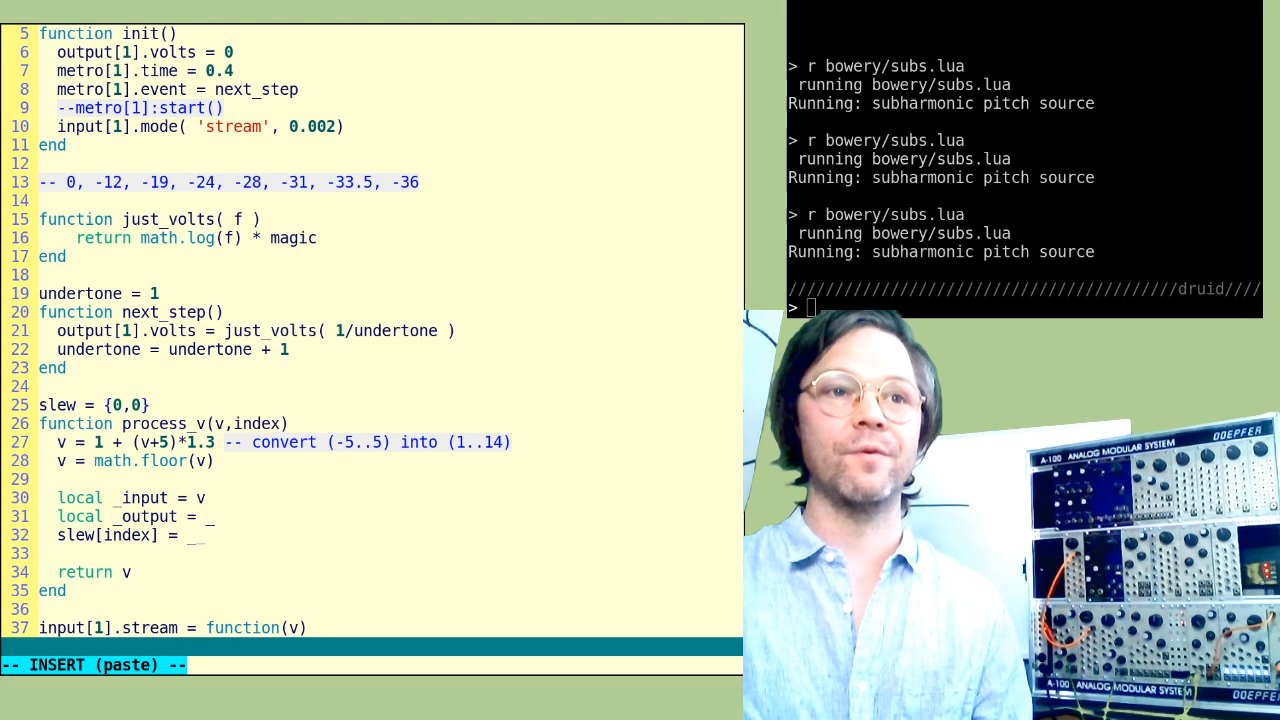 5 function init()
6   output[1].volts = 0
7   metro[1].time = 0.4
8   metro[1].event = next_step
9   --metro[1]:start()
10   input[1].mode( 'stream', 0.002)
11 end
12
13 -- 0, -12, -19, -24, -28, -31, -33.5, -36
14
15 function just_volts( f )
16     return math.log(f) * magic
17 end
18
19 undertone = 1
20 function next_step()
21   output[1].volts = just_volts( 1/undertone )
22   undertone = undertone + 1
23 end
24
25 slew = {0,0}
26 function process_v(v,index)
27   v = 1 + (v+5)*1.3 -- convert (-5..5) into (1..14)
28   v = math.floor(v)
29
30   local _input = v
31   local _output = _
32   slew[index] = __
33
34   return v
35 end
36
37 input[1].stream = function(v)
-- INSERT (paste) --
> r bowery/subs.lua
 running bowery/subs.lua
Running: subharmonic pitch source
> r bowery/subs.lua
 running bowery/subs.lua
Running: subharmonic pitch source
> r bowery/subs.lua
 running bowery/subs.lua
Running: subharmonic pitch source
//////////////////////////////////////////druid////
>
A-100 ANALOG MODULAR SYSTEM DOEPFER
A-100 ANALOG MODULAR SYSTEM DOEPFER